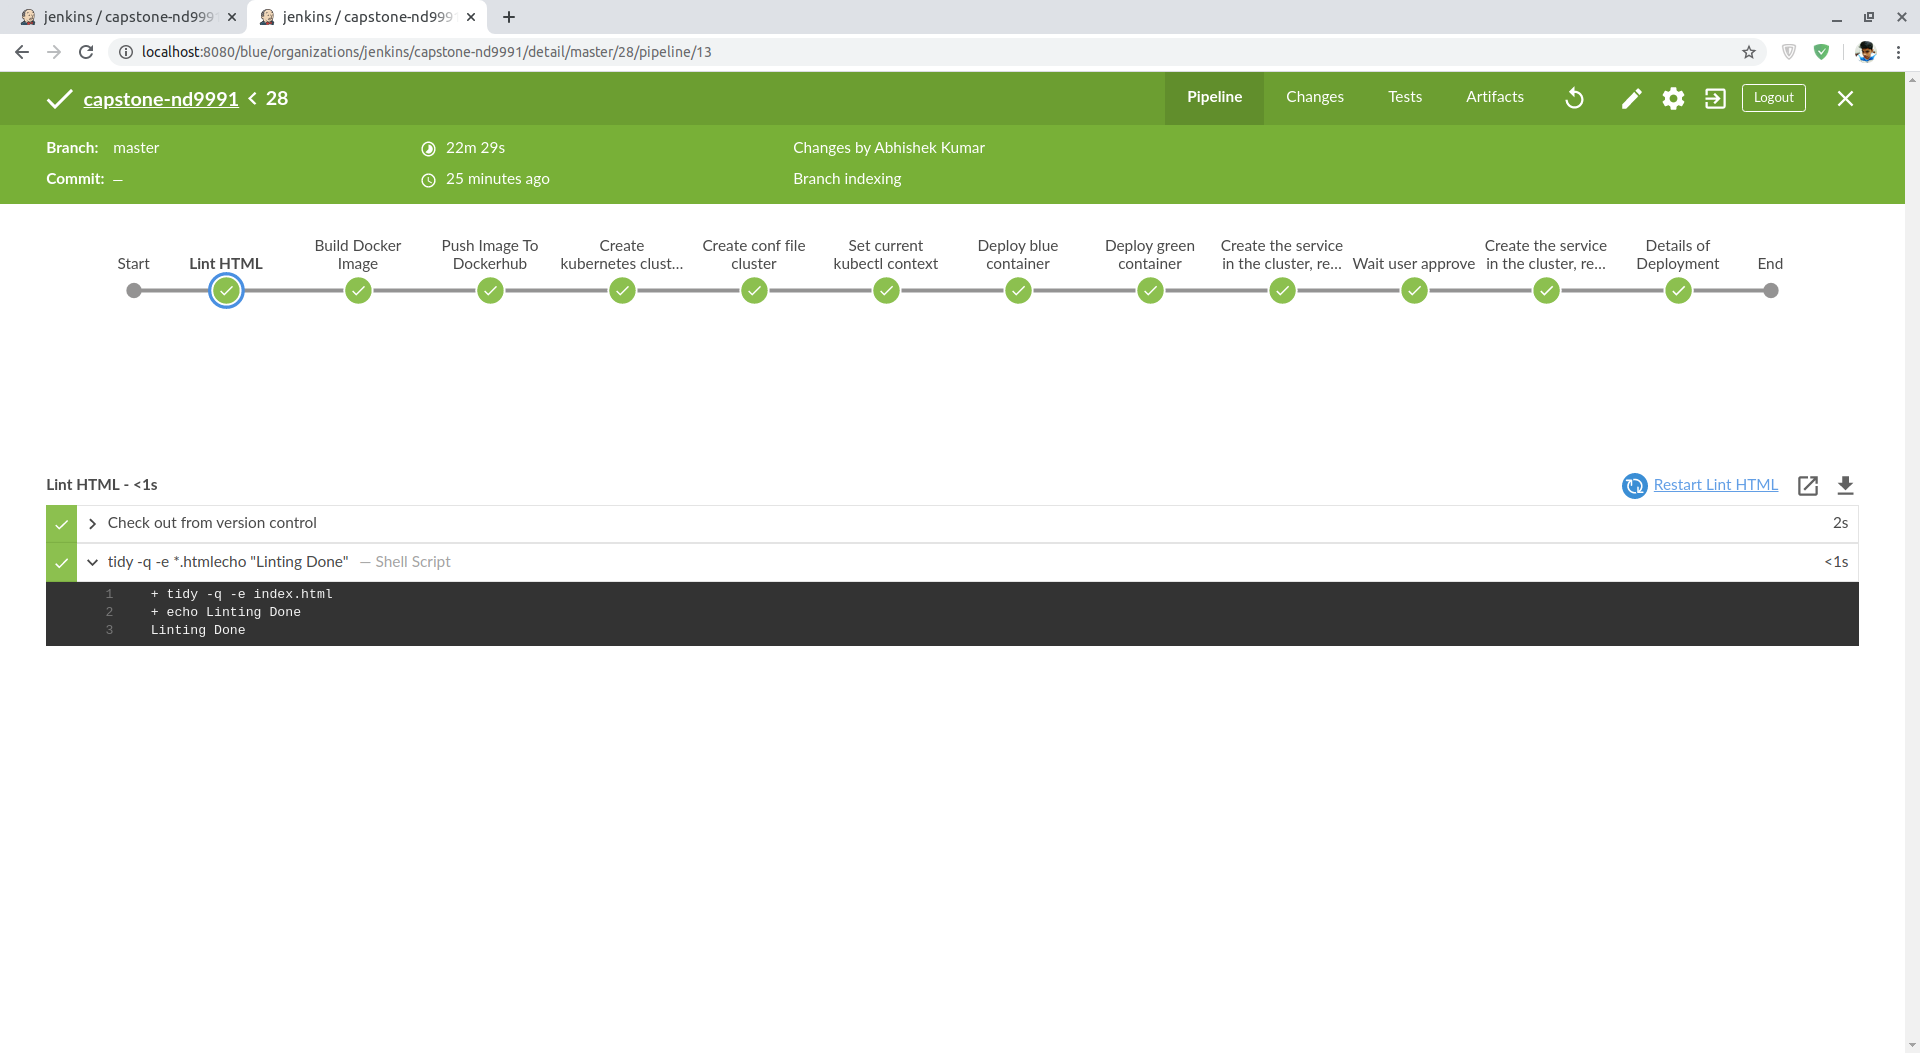 jenkins / capstone-nd999
jenkins / capstone-nd999
localhost:8080/blue/organizations/jenkins/capstone-nd9991/detail/master/28/pipeline/13
capstone-nd9991 < 28
Pipeline
Changes
Tests
Artifacts
Logout
Branch: master
22m 29s
Changes by Abhishek Kumar
Commit: —
25 minutes ago
Branch indexing
Start
Lint HTML
Build Docker
Image
Push Image To
Dockerhub
Create
kubernetes clust...
Create conf file
cluster
Set current
kubectl context
Deploy blue
container
Deploy green
container
Create the service
in the cluster, re...
Wait user approve
Create the service
in the cluster, re...
Details of
Deployment
End
Lint HTML - <1s
Restart Lint HTML
Check out from version control
2s
tidy -q -e *.htmlecho "Linting Done" — Shell Script
<1s
1 + tidy -q -e index.html
2 + echo Linting Done
3 Linting Done